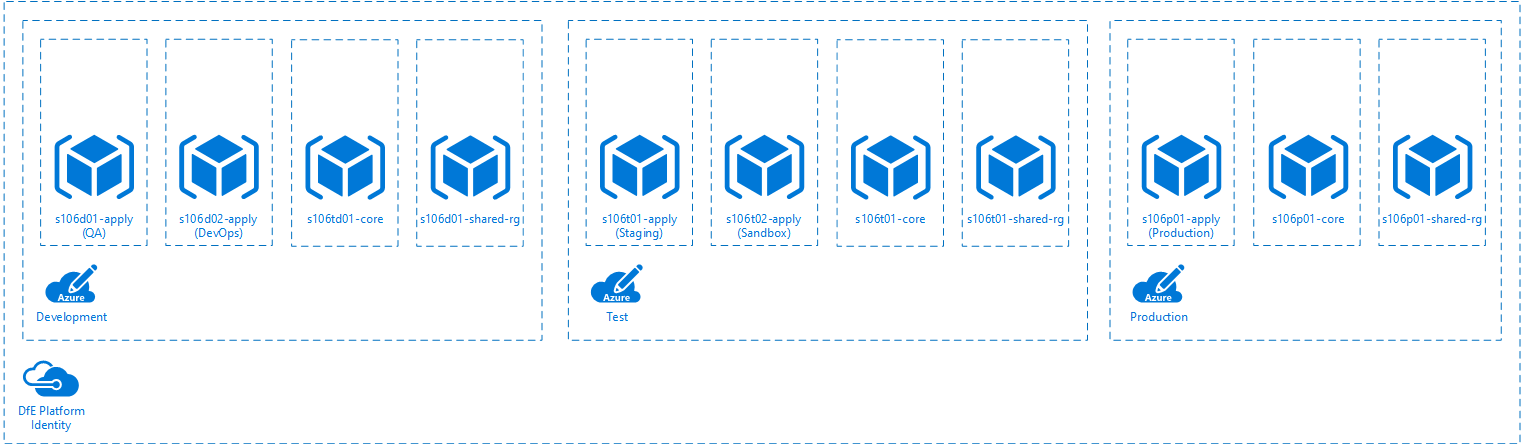 s106d01-apply
(QA)
s106d02-apply
(DevOps)
s106td01-core
s106d01-shared-rg
Azure
Development
s106t01-apply
(Staging)
s106t02-apply
(Sandbox)
s106t01-core
s106t01-shared-rg
Azure
Test
s106p01-apply
(Production)
s106p01-core
s106p01-shared-rg
Azure
Production
DfE Platform
Identity